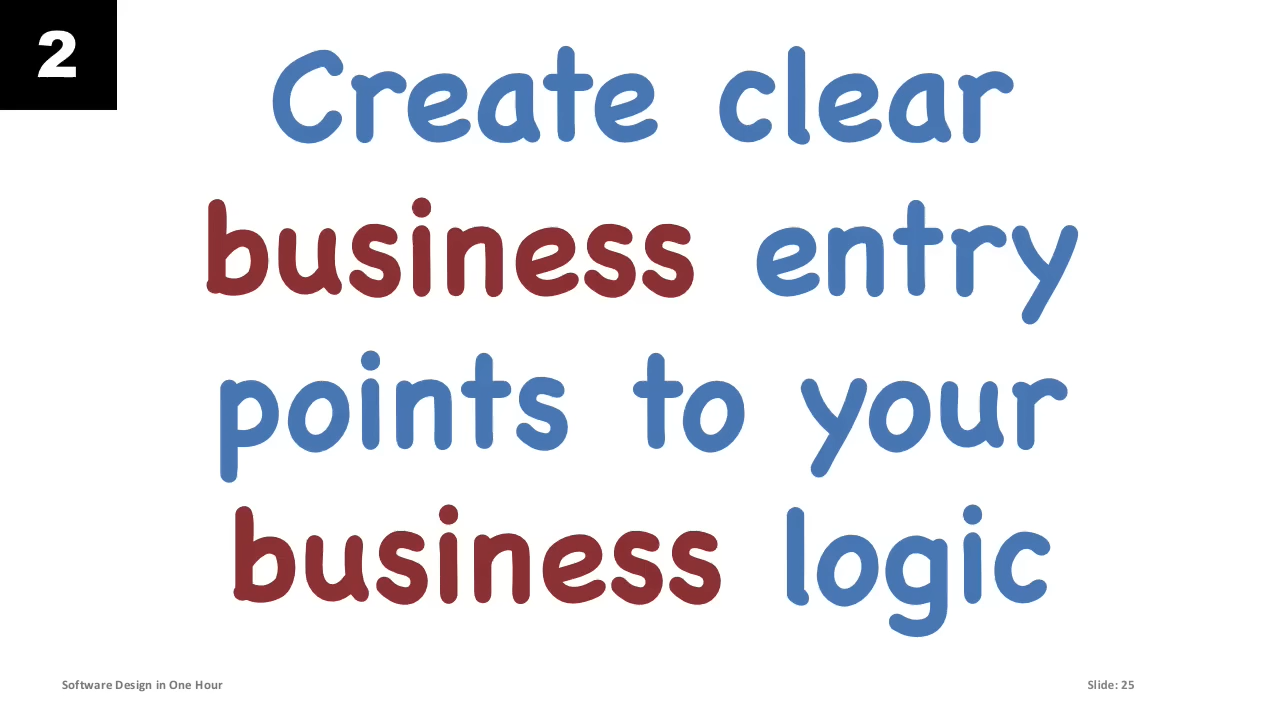 2
Create clear
business entry
points to your
business logic
Software Design in One Hour
Slide: 25